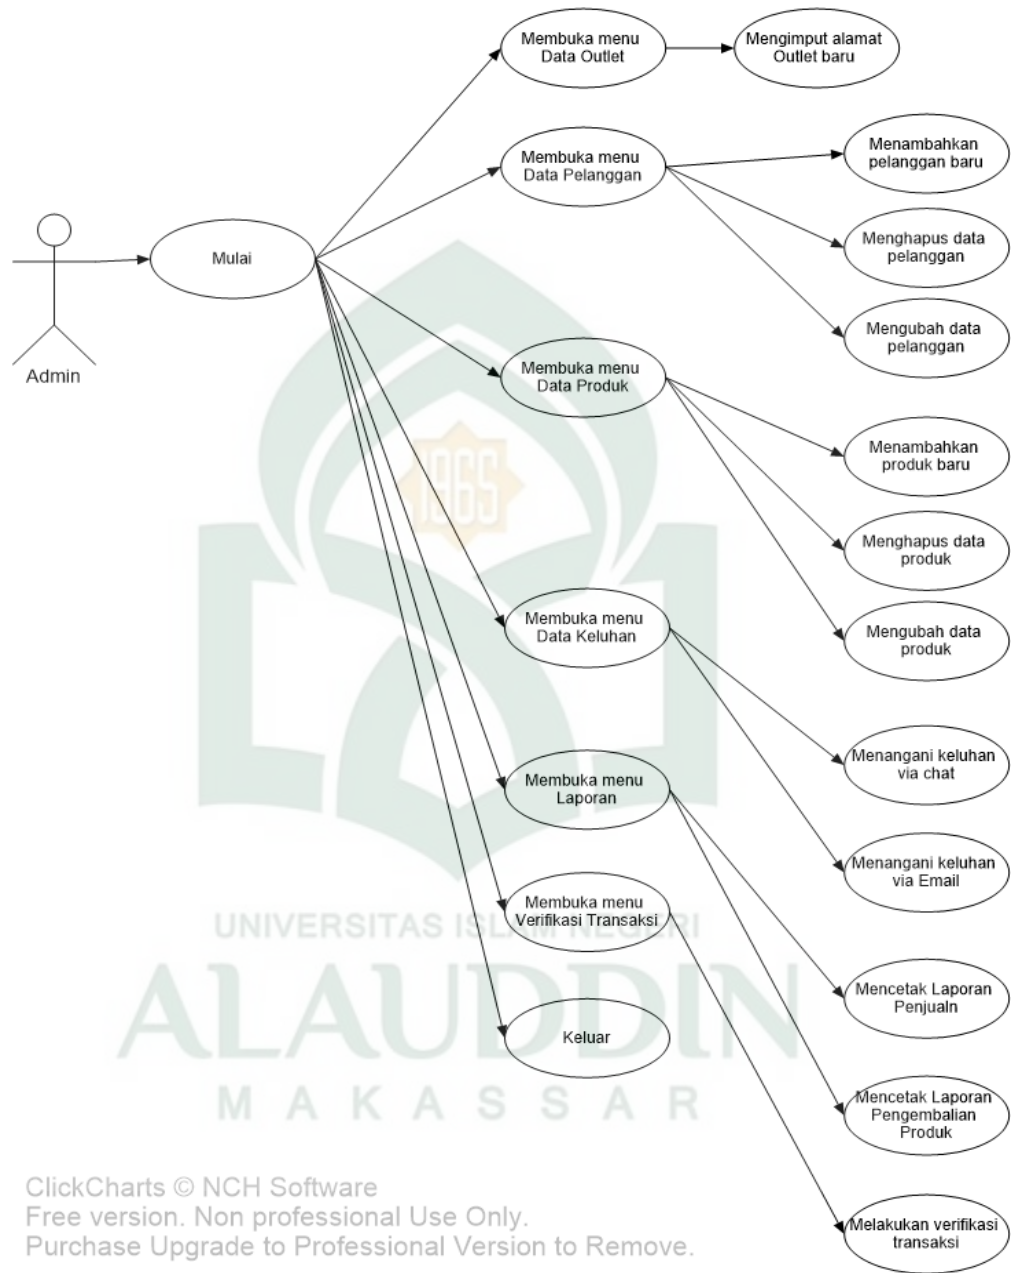 Membuka menu
Data Outlet
Mengimput alamat
Outlet baru
Membuka menu
Data Pelanggan
Menambahkan
pelanggan baru
Menghapus data
pelanggan
Mengubah data
pelanggan
Mulai
Admin
Membuka menu
Data Produk
Menambahkan
produk baru
Menghapus data
produk
Mengubah data
produk
1965
Membuka menu
Data Keluhan
Menangani keluhan
via chat
Menangani keluhan
via Email
Membuka menu
Laporan
Mencetak Laporan
Penjualn
Mencetak Laporan
Pengembalian
Produk
Membuka menu
Verifikasi Transaksi
Melakukan verifikasi
transaksi
Keluar
UNIVERSITAS ISLAM NEGERI
ALAUDDIN
MAKASSAR
ClickCharts © NCH Software
Free version. Non professional Use Only.
Purchase Upgrade to Professional Version to Remove.